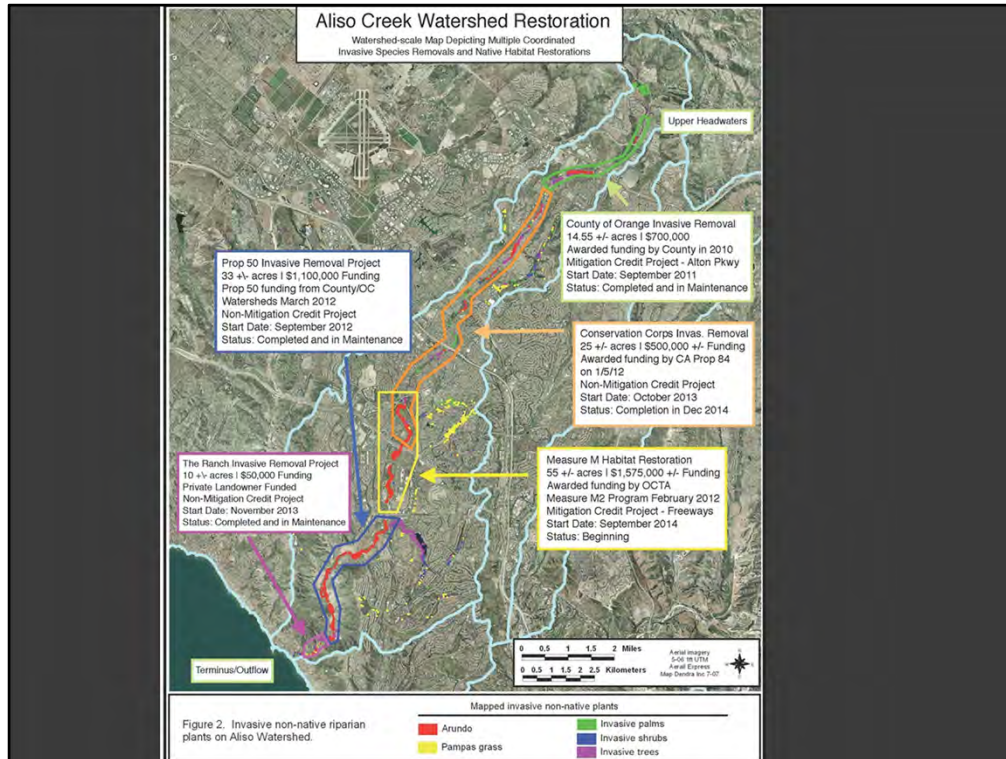 Aliso Creek Watershed Restoration
Watershed-scale Map Depicting Multiple Coordinated
Invasive Species Removals and Native Habitat Restorations
Upper Headwaters
County of Orange Invasive Removal
14.55 +/- acres | $700,000
Awarded funding by County in 2010
Mitigation Credit Project - Alton Pkwy
Start Date: September 2011
Status: Completed and in Maintenance
Prop 50 Invasive Removal Project
33 +\- acres | $1,100,000 Funding
Prop 50 funding from County/OC
Watersheds March 2012
Non-Mitigation Credit Project
Start Date: September 2012
Status: Completed and in Maintenance
Conservation Corps Invas. Removal
25 +/- acres | $500,000 +/- Funding
Awarded funding by CA Prop 84
on 1/5/12
Non-Mitigation Credit Project
Start Date: October 2013
Status: Completion in Dec 2014
Measure M Habitat Restoration
55 +/- acres | $1,575,000 +/- Funding
Awarded funding by OCTA
Measure M2 Program February 2012
Mitigation Credit Project - Freeways
Start Date: September 2014
Status: Beginning
The Ranch Invasive Removal Project
10 +\- acres | $50,000 Funding
Private Landowner Funded
Non-Mitigation Credit Project
Start Date: November 2013
Status: Completed and in Maintenance
Terminus/Outflow
0 0.5 1 1.5 2 Miles
0 0.5 1 1.5 2 2.5 Kilometers
Aerial imagery
5-06 1ft UTM
Aerail Express
Map Dendra Inc 7-07
Figure 2. Invasive non-native riparian
plants on Aliso Watershed.
Mapped invasive non-native plants
Arundo
Pampas grass
Invasive palms
Invasive shrubs
Invasive trees